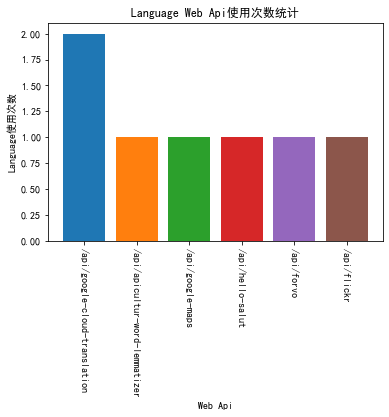 Language Web Api使用次数统计
Language使用次数
2.00
1.75
1.50
1.25
1.00
0.75
0.50
0.25
0.00
/api/google-cloud-translation
/api/apicultur-word-lemmatizer
/api/google-maps
/api/hello-salut
/api/forvo
/api/flickr
Web Api